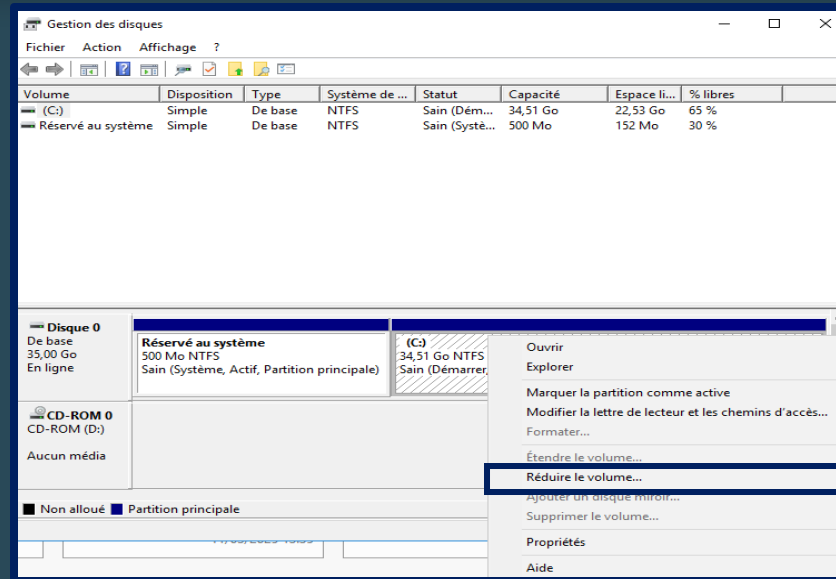 Gestion des disques
Fichier Action Affichage ?
Volume Disposition Type Système de ... Statut Capacité Espace li... % libres
(C:) Simple De base NTFS Sain (Dém... 34,51 Go 22,53 Go 65 %
Réservé au système Simple De base NTFS Sain (Systè... 500 Mo 152 Mo 30 %
Disque 0
De base
35,00 Go
En ligne
Réservé au système
500 Mo NTFS
Sain (Système, Actif, Partition principale)
(C:)
34,51 Go NTFS
Sain (Démarrer,
CD-ROM 0
CD-ROM (D:)
Aucun média
Ouvrir
Explorer
Marquer la partition comme active
Modifier la lettre de lecteur et les chemins d'accès...
Formater...
Étendre le volume...
Réduire le volume...
Ajouter un disque miroir...
Supprimer le volume...
Propriétés
Aide
Non alloué Partition principale